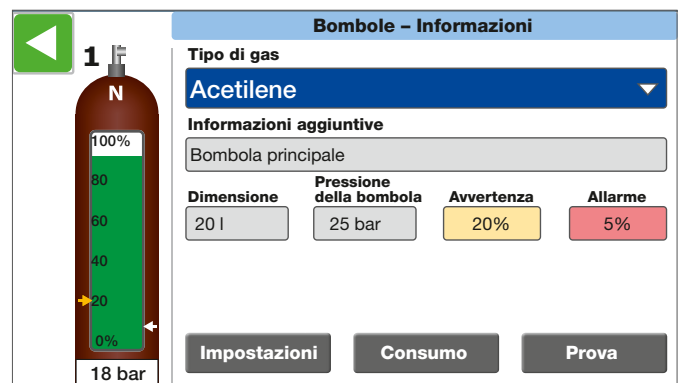 Bombole – Informazioni
1
N
100%
80
60
40
20
0%
18 bar
Tipo di gas
Acetilene
Informazioni aggiuntive
Bombola principale
Dimensione
20 l
Pressione
della bombola
25 bar
Avvertenza
20%
Allarme
5%
Impostazioni
Consumo
Prova